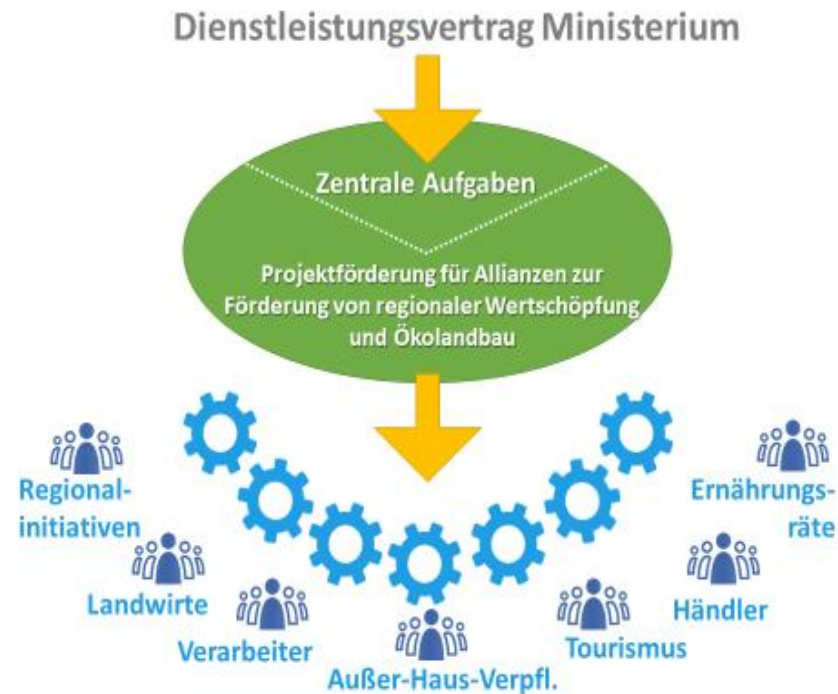 Dienstleistungsvertrag Ministerium
Zentrale Aufgaben
Projektförderung für Allianzen zur
Förderung von regionaler Wertschöpfung
und Ökolandbau
Regional-
initiativen
Landwirte
Verarbeiter
Außer-Haus-Verpfl.
Tourismus
Händler
Ernährungs-
räte